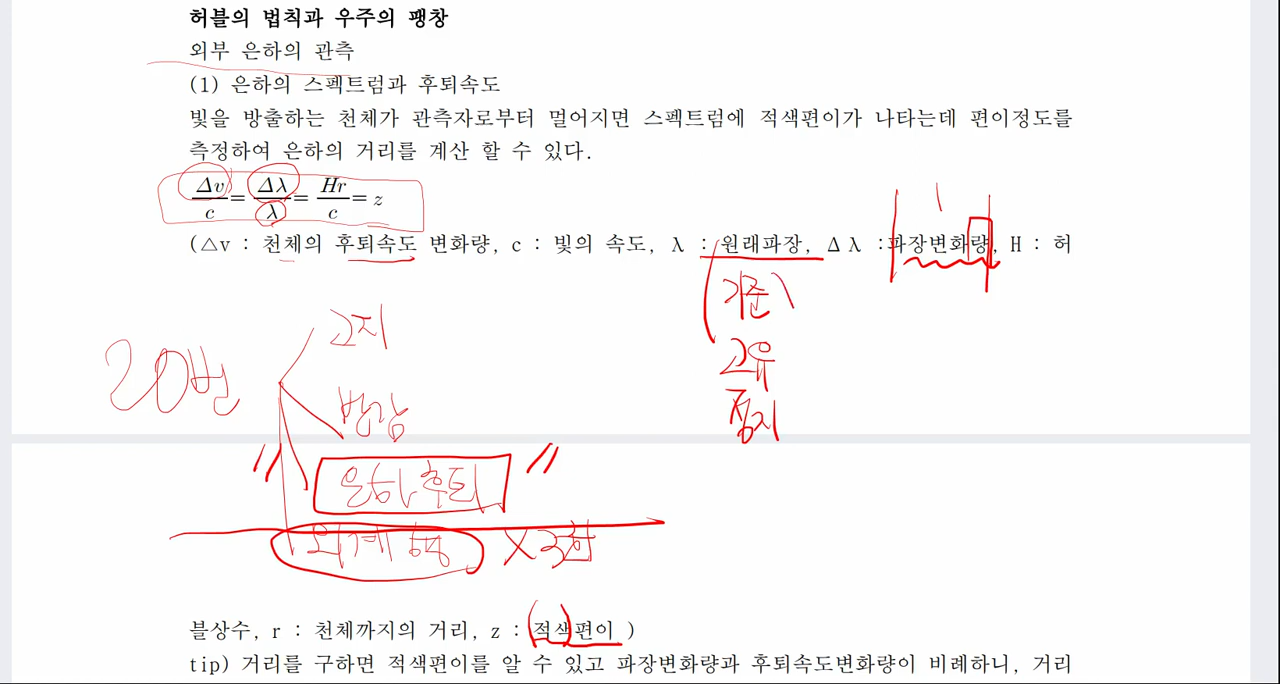 허블의 법칙과 우주의 팽창
외부 은하의 관측
(1) 은하의 스펙트럼과 후퇴속도
빛을 방출하는 천체가 관측자로부터 멀어지면 스펙트럼에 적색편이가 나타는데 편이정도를
측정하여 은하의 거리를 계산 할 수 있다.
Δv/c = Δλ/λ = Hr/c = z
(△v : 천체의 후퇴속도 변화량, c : 빛의 속도, λ : 원래파장, Δλ :파장변화량, H : 허
기준
고유
정지
20번
고지
반감
은하 후퇴
외계 행 X 3회
블상수, r : 천체까지의 거리, z : 적색편이 )
tip) 거리를 구하면 적색편이를 알 수 있고 파장변화량과 후퇴속도변화량이 비례하니, 거리